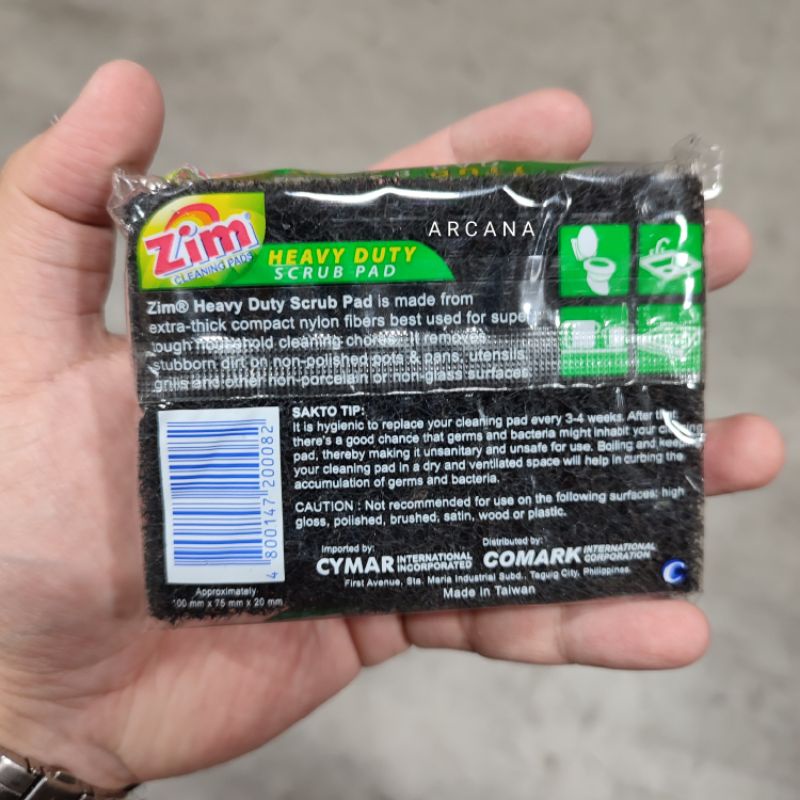 ARCANA
Zim®
CLEANING PADS
HEAVY DUTY
SCRUB PAD
Zim® Heavy Duty Scrub Pad is made from
extra-thick compact nylon fibers best used for super
tough household cleaning chores. It removes
stubborn dirt on non-polished pots & pans, utensils,
grills and other non-porcelain or non-glass surfaces.
SAKTO TIP:
It is hygienic to replace your cleaning pad every 3-4 weeks. After that
there's a good chance that germs and bacteria might inhabit your cleaning
pad, thereby making it unsanitary and unsafe for use. Boiling and keeping
your cleaning pad in a dry and ventilated space will help in curbing the
accumulation of germs and bacteria.
CAUTION : Not recommended for use on the following surfaces: high
gloss, polished, brushed, satin, wood or plastic.
4 800147 200082
Approximately
100 mm x 75 mm x 20 mm
Imported by:
CYMAR INTERNATIONAL INCORPORATED
Distributed by:
COMARK INTERNATIONAL CORPORATION
First Avenue, Sta. Maria Industrial Subd., Taguig City, Philippines.
Made in Taiwan